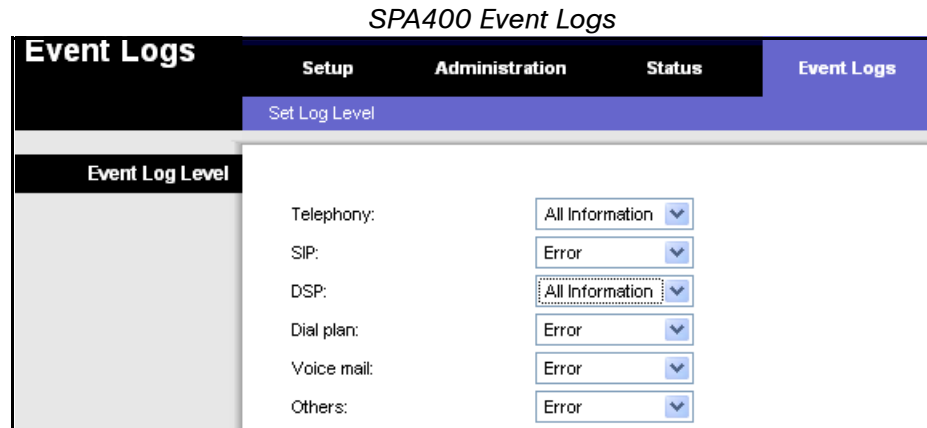 SPA400 Event Logs
Event Logs
Setup Administration Status Event Logs
Set Log Level
Event Log Level
Telephony: All Information
SIP: Error
DSP: All Information
Dial plan: Error
Voice mail: Error
Others: Error